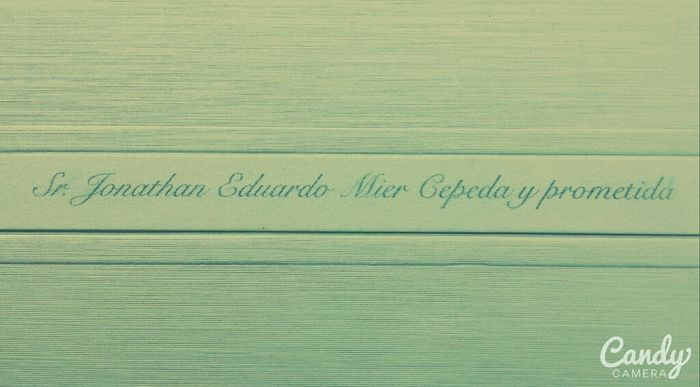 Sr. Jonathan Eduardo Mier Cepeda y prometida
Candy
CAMERA